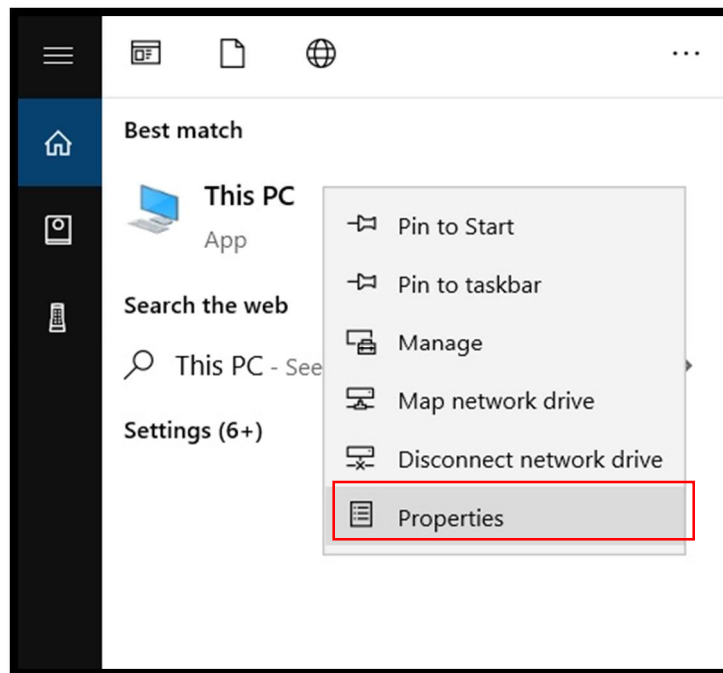 ...
Best match
This PC
App
Search the web
This PC - See
Settings (6+)
Pin to Start
Pin to taskbar
Manage
Map network drive
Disconnect network drive
Properties